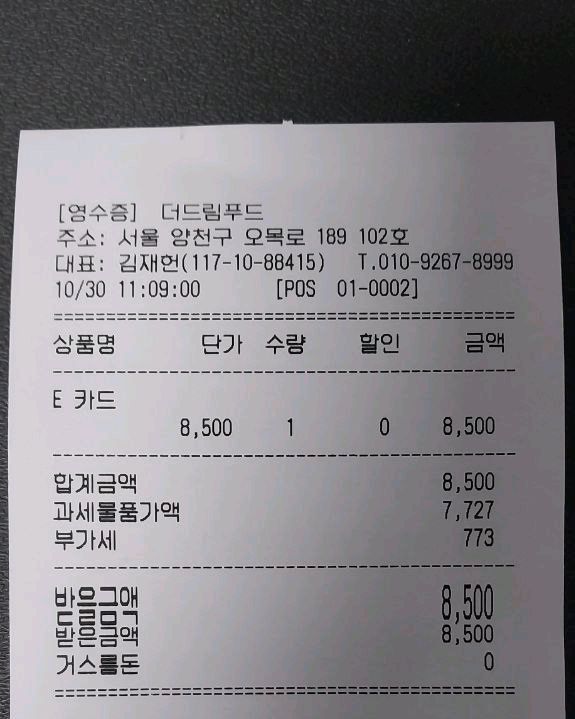 [영수증] 더드림푸드
주소: 서울 양천구 오목로 189 102호
대표: 김재헌(117-10-88415) T.010-9267-8999
10/30 11:09:00 [POS 01-0002]
==============================================
상품명 단가 수량 할인 금액
----------------------------------------------
E 카드
8,500 1 0 8,500
----------------------------------------------
합계금액 8,500
과세물품가액 7,727
부가세 773
----------------------------------------------
받을금액 8,500
받은금액 8,500
거스름돈 0
==============================================